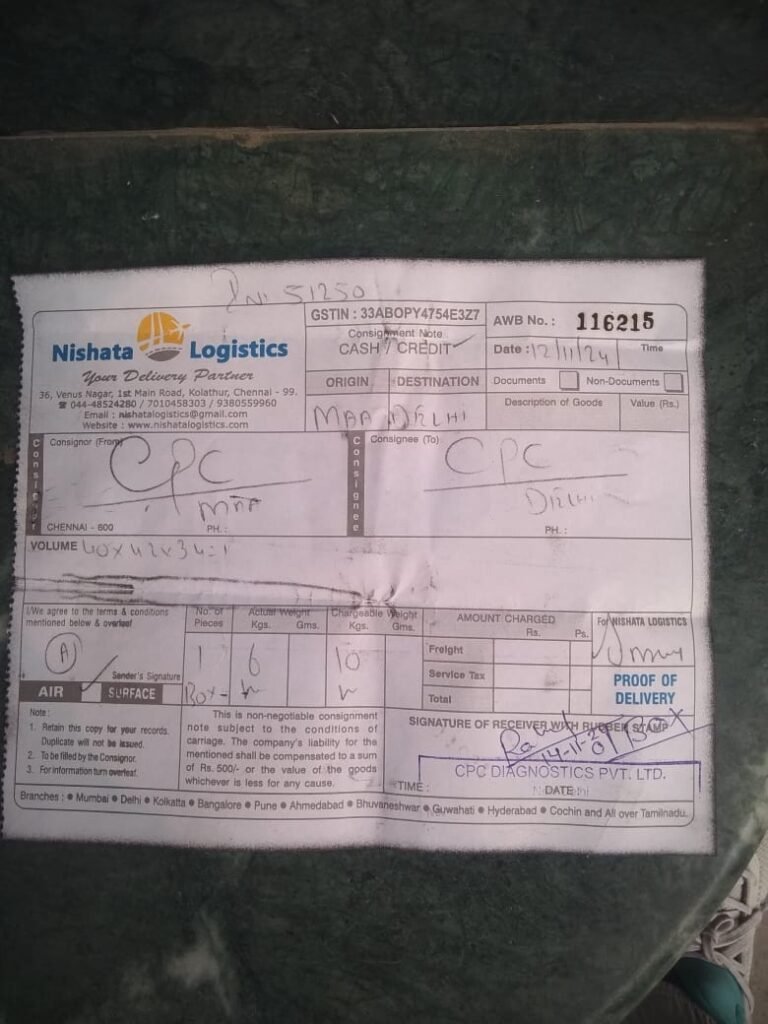 51250
Nishata Logistics
Your Delivery Partner
36, Venus Nagar, 1st Main Road, Kolathur, Chennai - 99.
☎ 044-48524280 / 7010458303 / 9380559960
Email : nishatalogistics@gmail.com
Website : www.nishatalogistics.com
GSTIN : 33ABOPY4754E3Z7
Consignment Note
CASH / CREDIT ✓
ORIGIN DESTINATION
MAA DELHI
AWB No. : 116215
Date : 12/11/24 Time
Documents Non-Documents
Description of Goods Value (Rs.)
Consignor
Consignor (From)
CPC
MAA
CHENNAI - 600 PH. :
Consignee
Consignee (To)
CPC
DELHI
PH. :
VOLUME 40x42x34=1
I/We agree to the terms & conditions
mentioned below & overleaf
A
Sender's Signature
AIR ✓ SURFACE
No. of Pieces
1
Box
Actual Weight
Kgs. Gms.
6
Chargeable Weight
Kgs. Gms.
10
AMOUNT CHARGED
Rs. Ps.
Freight
Service Tax
Total
For NISHATA LOGISTICS
PROOF OF
DELIVERY
Note :
1. Retain this copy for your records.
Duplicate will not be issued.
2. To be filled by the Consignor.
3. For information turn overleaf.
This is non-negotiable consignment
note subject to the conditions of
carriage. The company's liability for the
mentioned shall be compensated to a sum
of Rs. 500/- or the value of the goods
whichever is less for any cause.
SIGNATURE OF RECEIVER WITH RUBBER STAMP
01 Box
CPC DIAGNOSTICS PVT. LTD.
TIME : DATE
Branches : ● Mumbai ● Delhi ● Kolkatta ● Bangalore ● Pune ● Ahmedabad ● Bhuvaneshwar ● Guwahati ● Hyderabad ● Cochin and All over Tamilnadu.